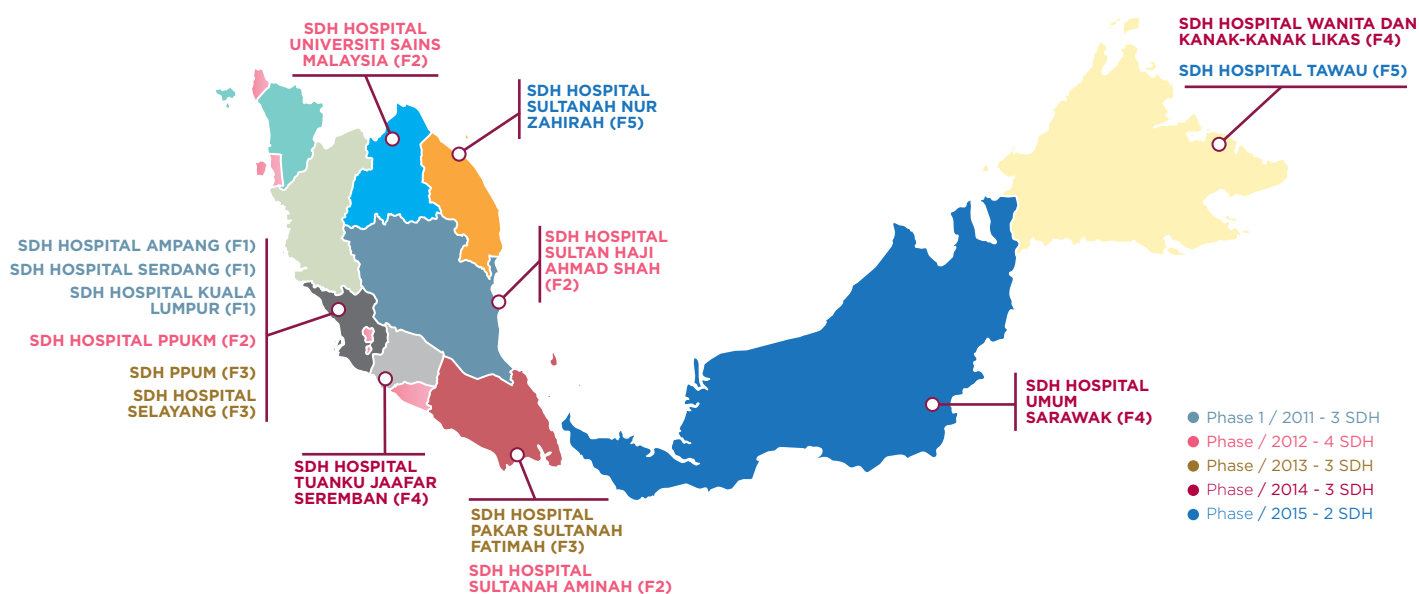 SDH HOSPITAL
UNIVERSITI SAINS
MALAYSIA (F2)
SDH HOSPITAL
SULTANAH NUR
ZAHIRAH (F5)
SDH HOSPITAL WANITA DAN
KANAK-KANAK LIKAS (F4)
SDH HOSPITAL TAWAU (F5)
SDH HOSPITAL AMPANG (F1)
SDH HOSPITAL SERDANG (F1)
SDH HOSPITAL KUALA
LUMPUR (F1)
SDH HOSPITAL PPUKM (F2)
SDH PPUM (F3)
SDH HOSPITAL
SELAYANG (F3)
SDH HOSPITAL
SULTAN HAJI
AHMAD SHAH
(F2)
SDH HOSPITAL
TUANKU JAAFAR
SEREMBAN (F4)
SDH HOSPITAL
PAKAR SULTANAH
FATIMAH (F3)
SDH HOSPITAL
SULTANAH AMINAH (F2)
SDH HOSPITAL
UMUM
SARAWAK (F4)
Phase 1 / 2011 - 3 SDH
Phase / 2012 - 4 SDH
Phase / 2013 - 3 SDH
Phase / 2014 - 3 SDH
Phase / 2015 - 2 SDH